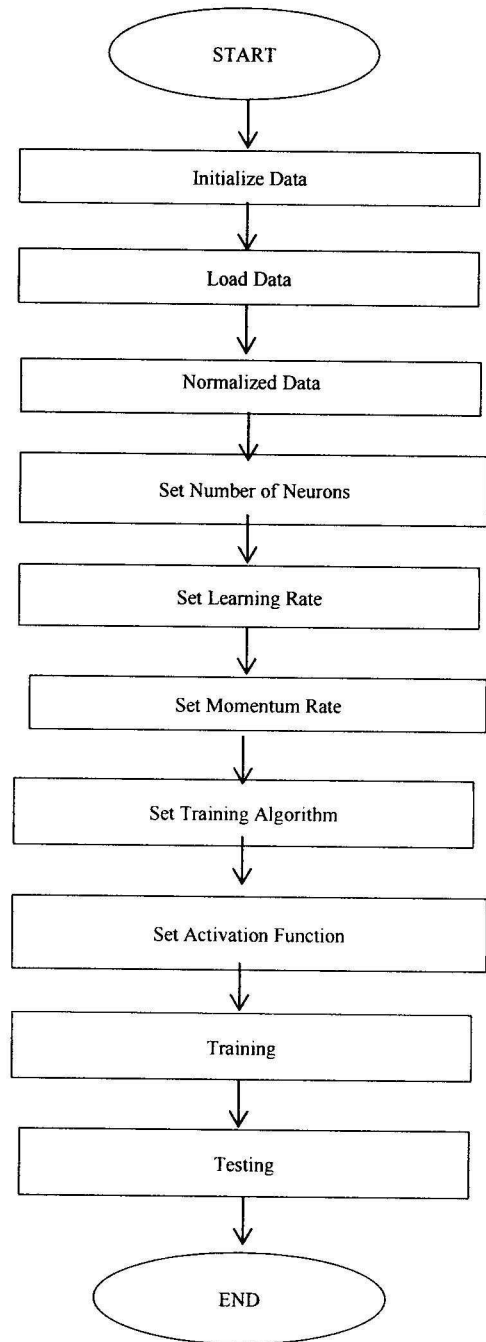 START
Initialize Data
Load Data
Normalized Data
Set Number of Neurons
Set Learning Rate
Set Momentum Rate
Set Training Algorithm
Set Activation Function
Training
Testing
END